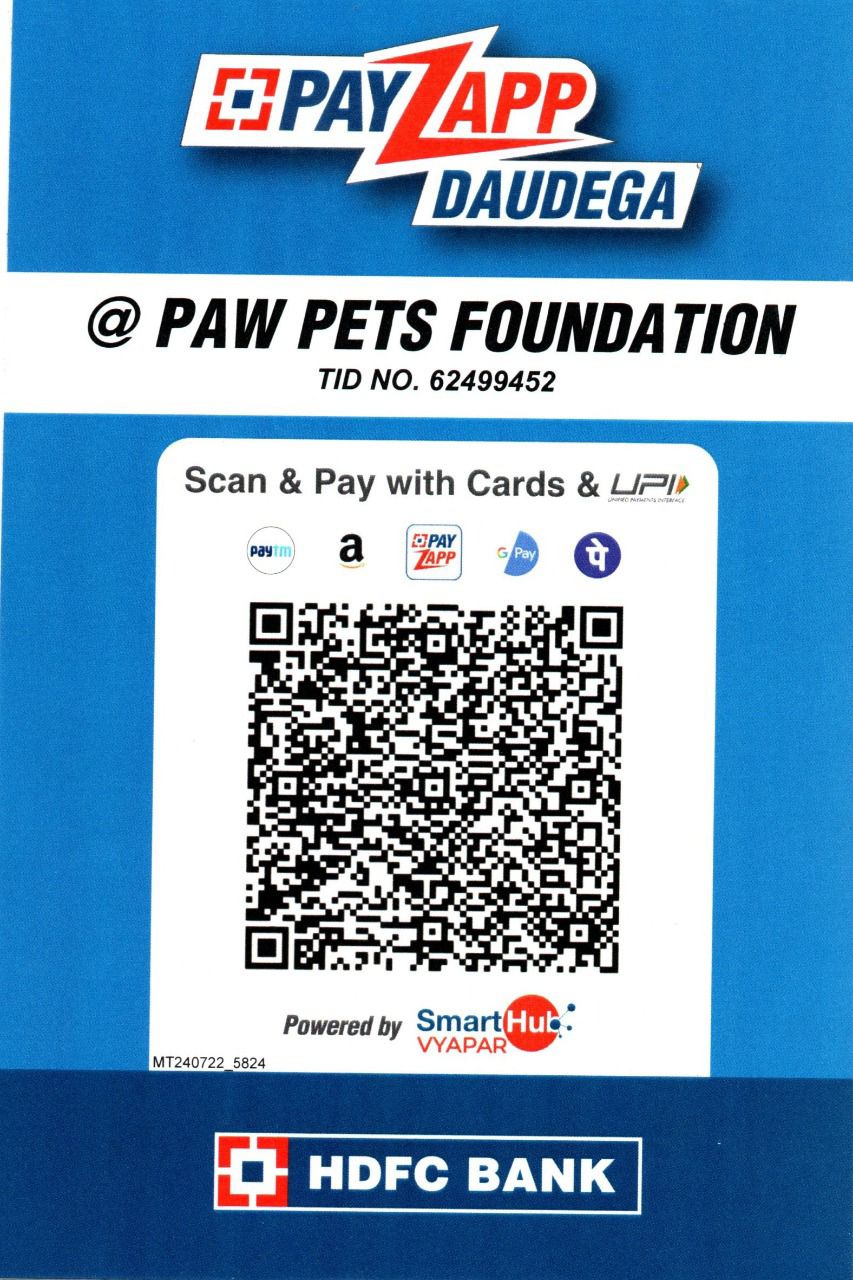 PAYZAPP
DAUDEGA
@ PAW PETS FOUNDATION
TID NO. 62499452
Scan & Pay with Cards & UPI
UNIFIED PAYMENTS INTERFACE
paytm a PAY ZAPP G Pay पे
Powered by SmartHub
VYAPAR
MT240722_5824
HDFC BANK